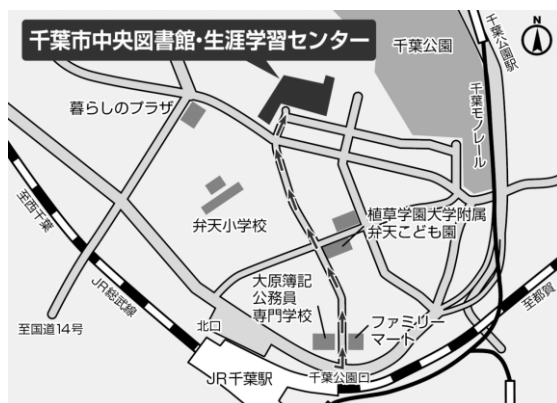 千葉市中央図書館・生涯学習センター
千葉公園
千葉公園駅
千葉モノレール
暮らしのプラザ
至西千葉
弁天小学校
植草学園大学附属
弁天こども園
JR総武線
大原簿記
公務員
専門学校
ファミリー
マート
至都賀
至国道14号
北口
JR千葉駅
千葉公園口
N